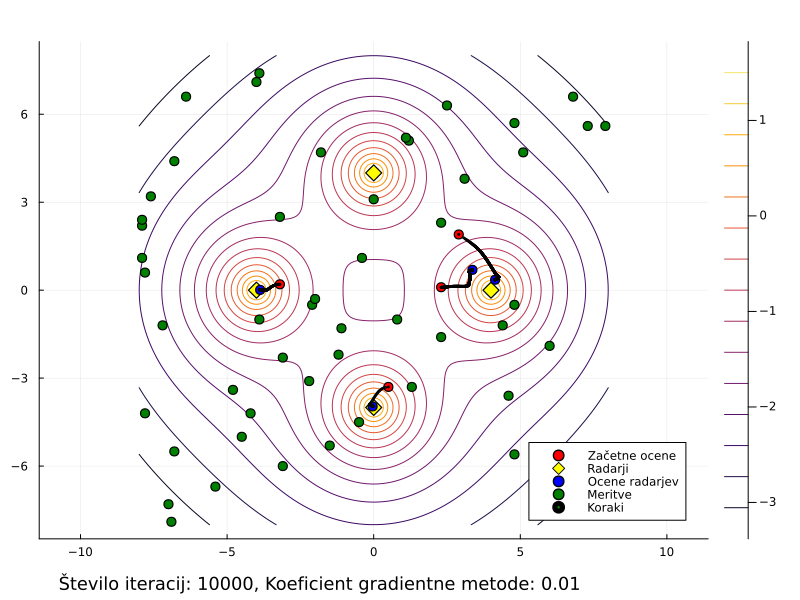 6
3
0
−3
−6
−10
−5
0
5
10
1
0
−1
−2
−3
Začetne ocene
Radarji
Ocene radarjev
Meritve
Koraki
Število iteracij: 10000, Koeficient gradientne metode: 0.01